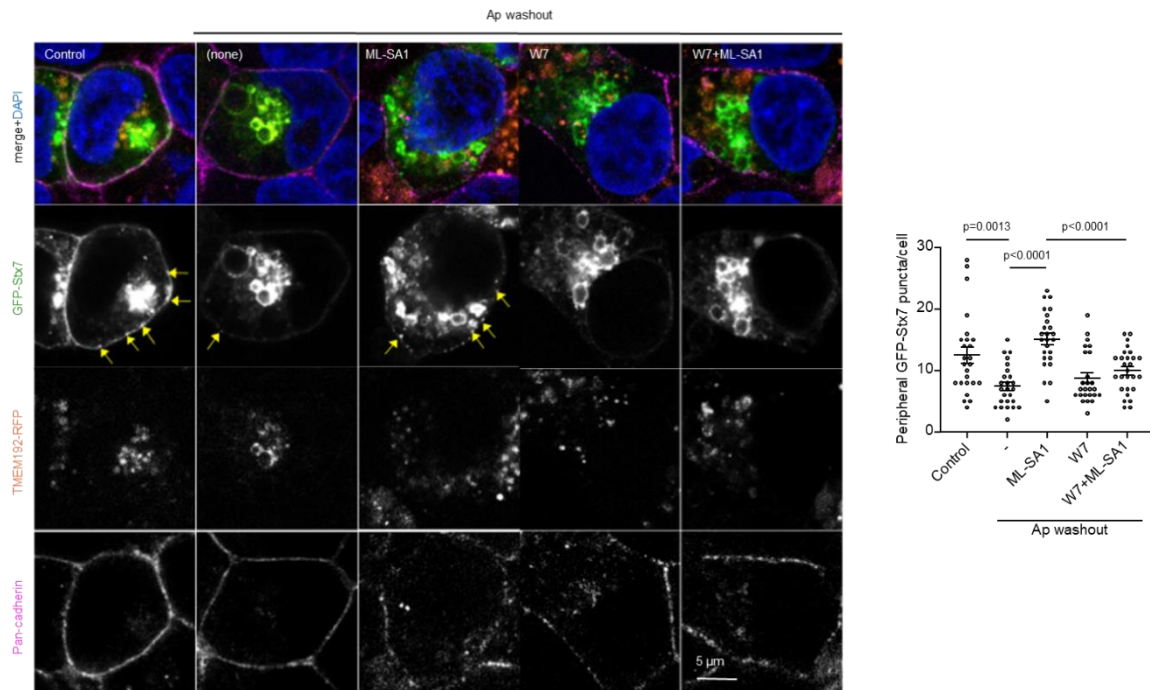 Ap washout
Control
(none)
ML-SA1
W7
W7+ML-SA1
merge+DAPI
GFP-Stx7
TMEM192-RFP
Pan-cadherin
5 µm
Peripheral GFP-Stx7 puncta/cell
p=0.0013
p<0.0001
p<0.0001
30
20
10
0
Control
-
ML-SA1
W7
W7+ML-SA1
Ap washout